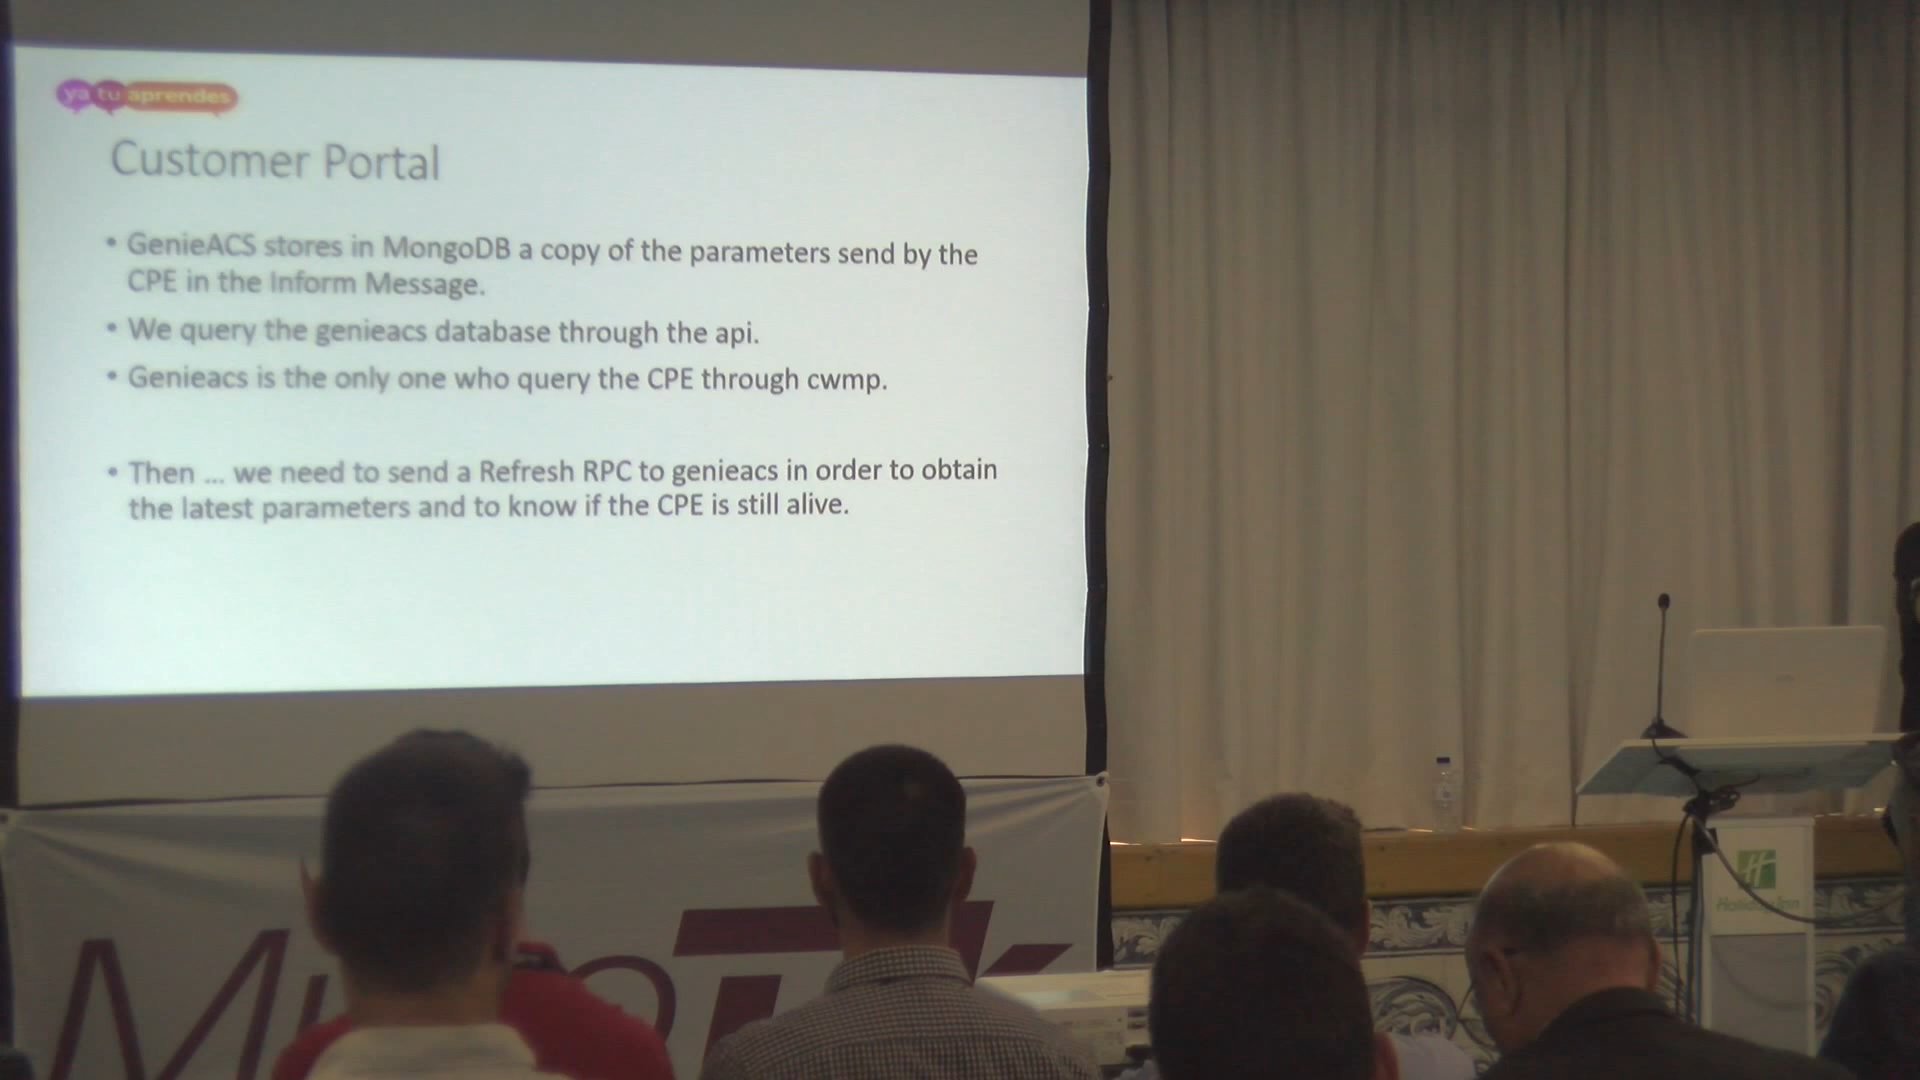 ya tu aprendes
Customer Portal
• GenieACS stores in MongoDB a copy of the parameters send by the
CPE in the Inform Message.
• We query the genieacs database through the api.
• Genieacs is the only one who query the CPE through cwmp.
• Then ... we need to send a Refresh RPC to genieacs in order to obtain
the latest parameters and to know if the CPE is still alive.
H
Holiday Inn